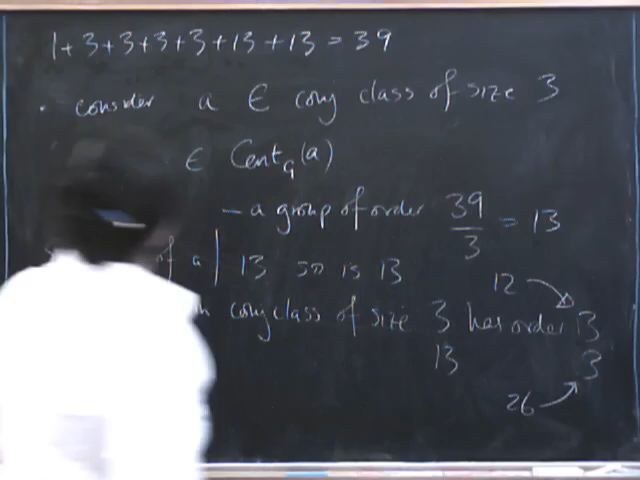 1+3+3+3+3+13+13=39
· consider a ∈ conj class of size 3
∈ Cent_G(a)
- a group of order 39/3 = 13
of a | 13 so is 13
12
conj class of size 3 has order 13
13 3
26